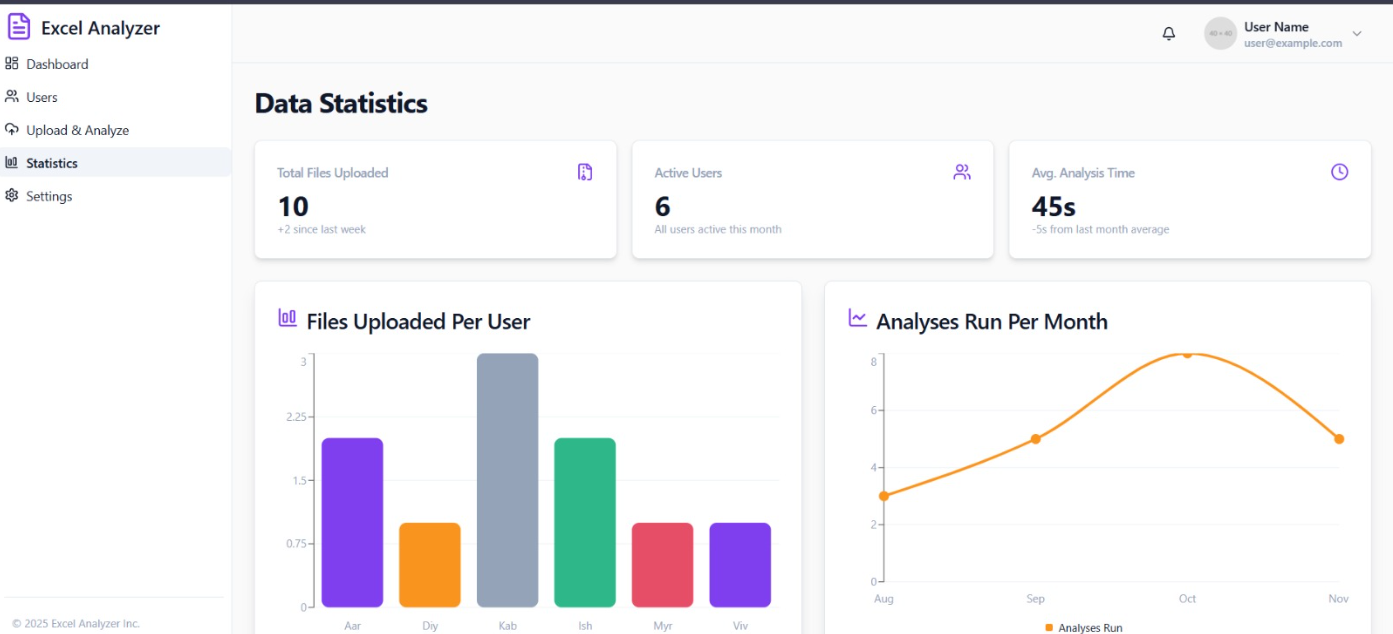 Excel Analyzer
Dashboard
Users
Upload & Analyze
Statistics
Settings
© 2025 Excel Analyzer Inc.
40 × 40
User Name
user@example.com
Data Statistics
Total Files Uploaded
10
+2 since last week
Active Users
6
All users active this month
Avg. Analysis Time
45s
-5s from last month average
Files Uploaded Per User
3
2.25
1.5
0.75
0
Aar Diy Kab Ish Myr Viv
Analyses Run Per Month
8
6
4
2
0
Aug Sep Oct Nov
Analyses Run